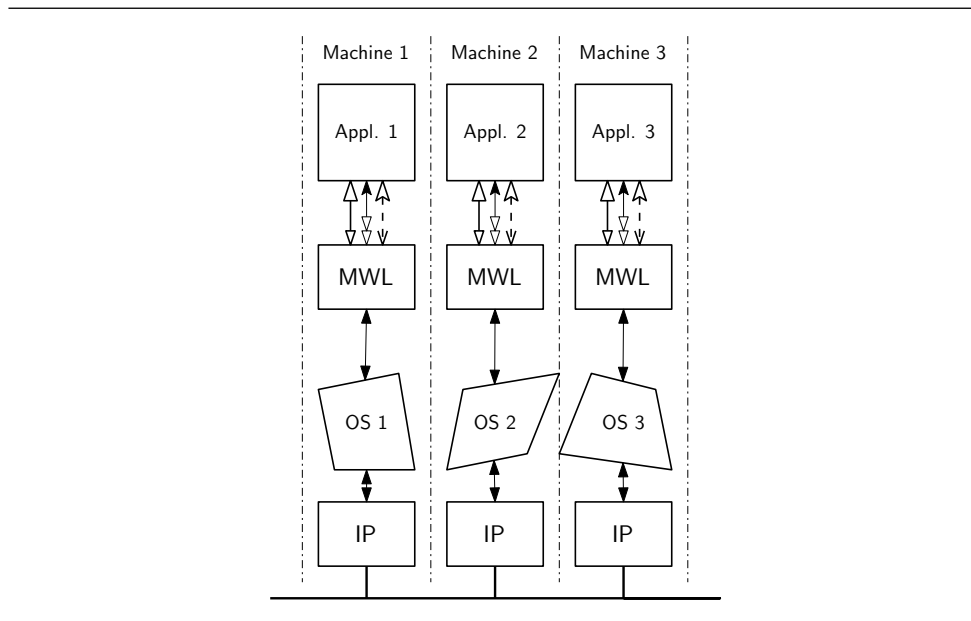 Machine 1 Machine 2 Machine 3
Appl. 1 Appl. 2 Appl. 3
MWL MWL MWL
OS 1 OS 2 OS 3
IP IP IP